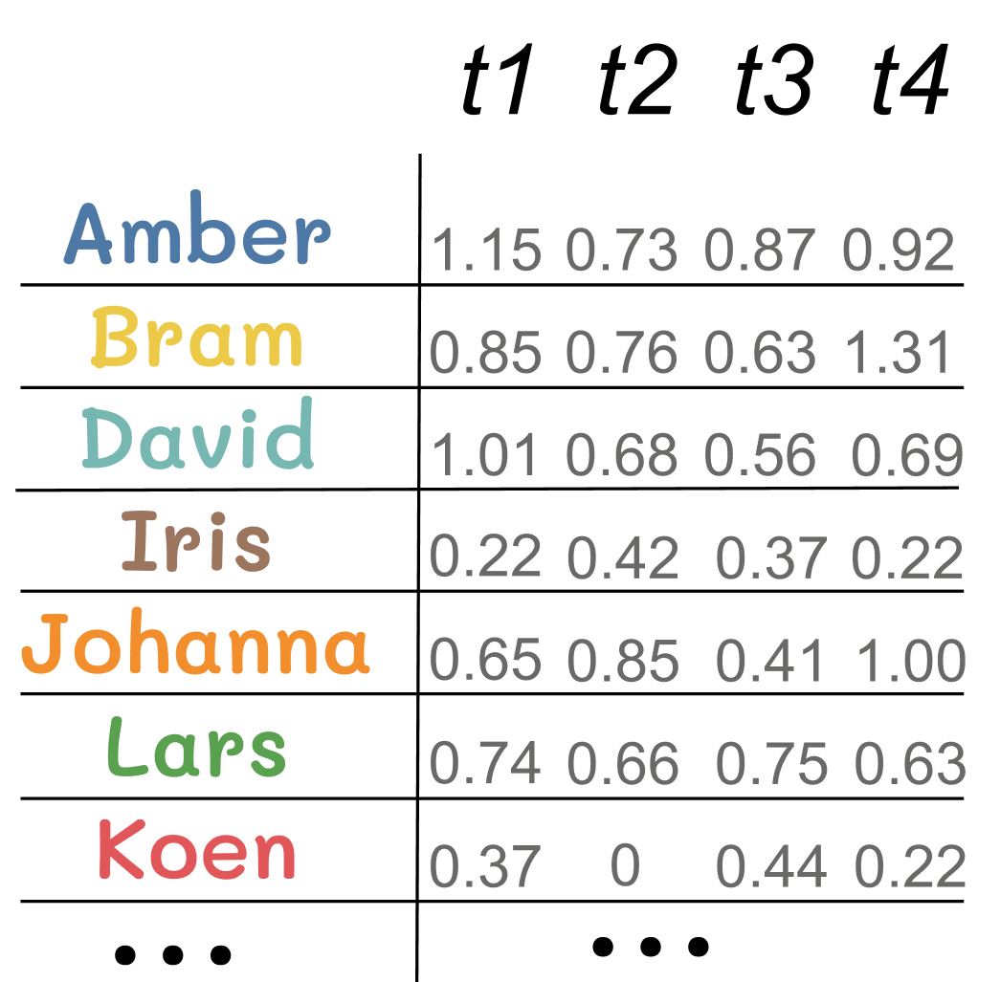 t1 t2 t3 t4
Amber 1.15 0.73 0.87 0.92
Bram 0.85 0.76 0.63 1.31
David 1.01 0.68 0.56 0.69
Iris 0.22 0.42 0.37 0.22
Johanna 0.65 0.85 0.41 1.00
Lars 0.74 0.66 0.75 0.63
Koen 0.37 0 0.44 0.22
... ...